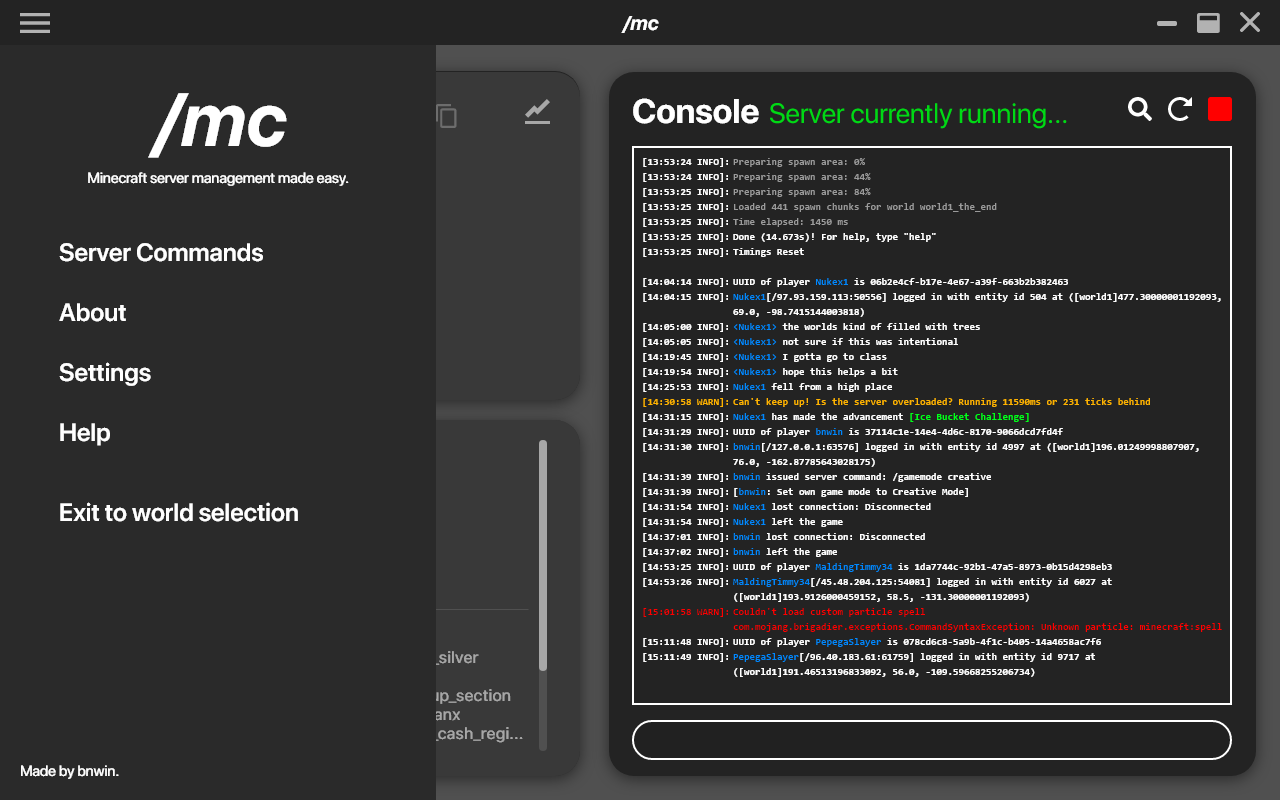 /mc
/mc
Minecraft server management made easy.
Server Commands
About
Settings
Help
Exit to world selection
Made by bnwin.
_silver
up_section
anx
_cash_regi...
Console Server currently running...
[13:53:24 INFO]: Preparing spawn area: 0%
[13:53:24 INFO]: Preparing spawn area: 44%
[13:53:25 INFO]: Preparing spawn area: 84%
[13:53:25 INFO]: Loaded 441 spawn chunks for world world1_the_end
[13:53:25 INFO]: Time elapsed: 1450 ms
[13:53:25 INFO]: Done (14.673s)! For help, type "help"
[13:53:25 INFO]: Timings Reset
[14:04:14 INFO]: UUID of player Nukex1 is 06b2e4cf-b17e-4e67-a39f-663b2b382463
[14:04:15 INFO]: Nukex1[/97.93.159.113:50556] logged in with entity id 504 at ([world1]477.30000001192093,
69.0, -98.7415144003818)
[14:05:00 INFO]: <Nukex1> the worlds kind of filled with trees
[14:05:05 INFO]: <Nukex1> not sure if this was intentional
[14:19:45 INFO]: <Nukex1> I gotta go to class
[14:19:54 INFO]: <Nukex1> hope this helps a bit
[14:25:53 INFO]: Nukex1 fell from a high place
[14:30:58 WARN]: Can't keep up! Is the server overloaded? Running 11590ms or 231 ticks behind
[14:31:15 INFO]: Nukex1 has made the advancement [Ice Bucket Challenge]
[14:31:29 INFO]: UUID of player bnwin is 37114c1e-14e4-4d6c-8170-9066dcd7fd4f
[14:31:30 INFO]: bnwin[/127.0.0.1:63576] logged in with entity id 4997 at ([world1]196.01249998807907,
76.0, -162.87785643028175)
[14:31:39 INFO]: bnwin issued server command: /gamemode creative
[14:31:39 INFO]: [bnwin: Set own game mode to Creative Mode]
[14:31:54 INFO]: Nukex1 lost connection: Disconnected
[14:31:54 INFO]: Nukex1 left the game
[14:37:01 INFO]: bnwin lost connection: Disconnected
[14:37:02 INFO]: bnwin left the game
[14:53:25 INFO]: UUID of player MaldingTimmy34 is 1da7744c-92b1-47a5-8973-0b15d4298eb3
[14:53:26 INFO]: MaldingTimmy34[/45.48.204.125:54081] logged in with entity id 6027 at
([world1]193.9126000459152, 58.5, -131.30000001192093)
[15:01:58 WARN]: Couldn't load custom particle spell
com.mojang.brigadier.exceptions.CommandSyntaxException: Unknown particle: minecraft:spell
[15:11:48 INFO]: UUID of player PepegaSlayer is 078cd6c8-5a9b-4f1c-b405-14a4658ac7f6
[15:11:49 INFO]: PepegaSlayer[/96.40.183.61:61759] logged in with entity id 9717 at
([world1]191.46513196833092, 56.0, -109.59668255206734)